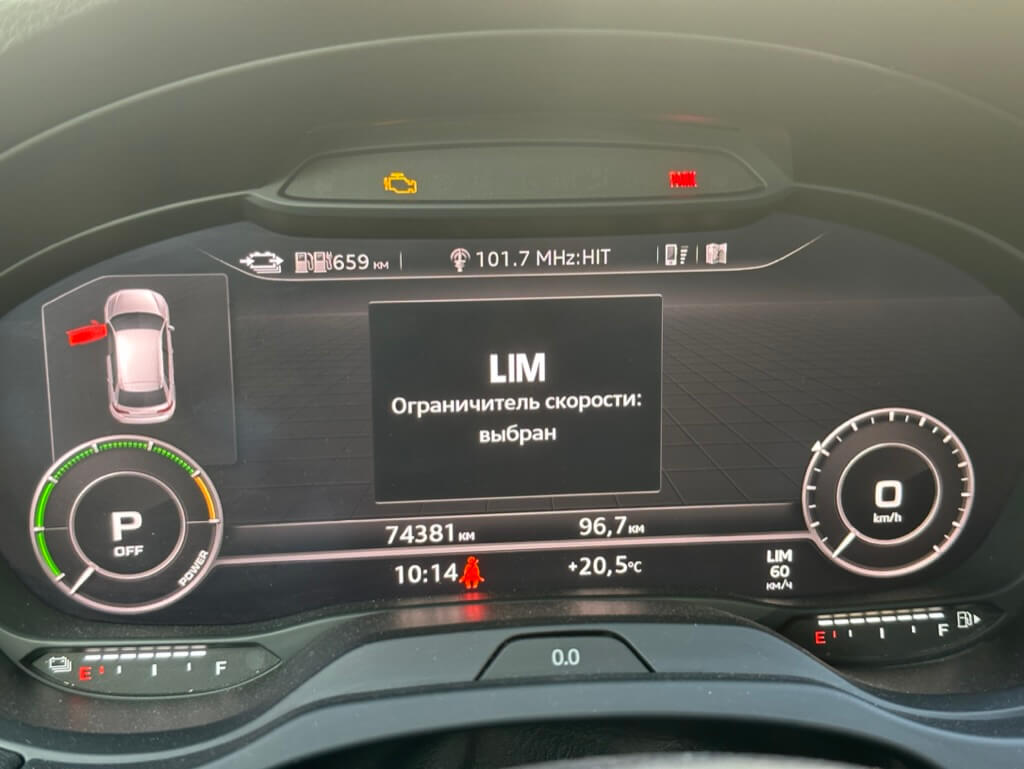 659 км
101.7 MHz:HIT
LIM
Ограничитель скорости:
выбран
P
OFF
POWER
0
km/h
74381 км
96,7 км
10:14
+20,5°C
LIM
60
км/ч
E F
E F
0.0